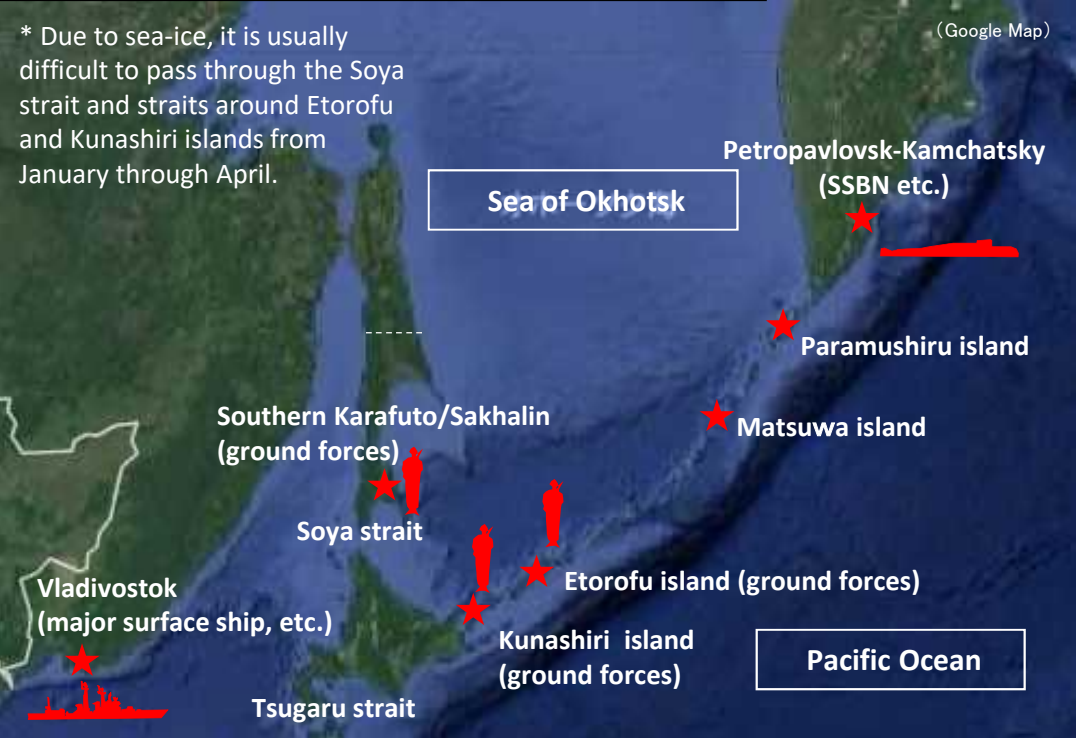 * Due to sea-ice, it is usually
difficult to pass through the Soya
strait and straits around Etorofu
and Kunashiri islands from
January through April.
（Google Map）
Petropavlovsk-Kamchatsky
(SSBN etc.)
Sea of Okhotsk
Paramushiru island
Matsuwa island
Southern Karafuto/Sakhalin
(ground forces)
Soya strait
Etorofu island (ground forces)
Vladivostok
(major surface ship, etc.)
Kunashiri island
(ground forces)
Pacific Ocean
Tsugaru strait